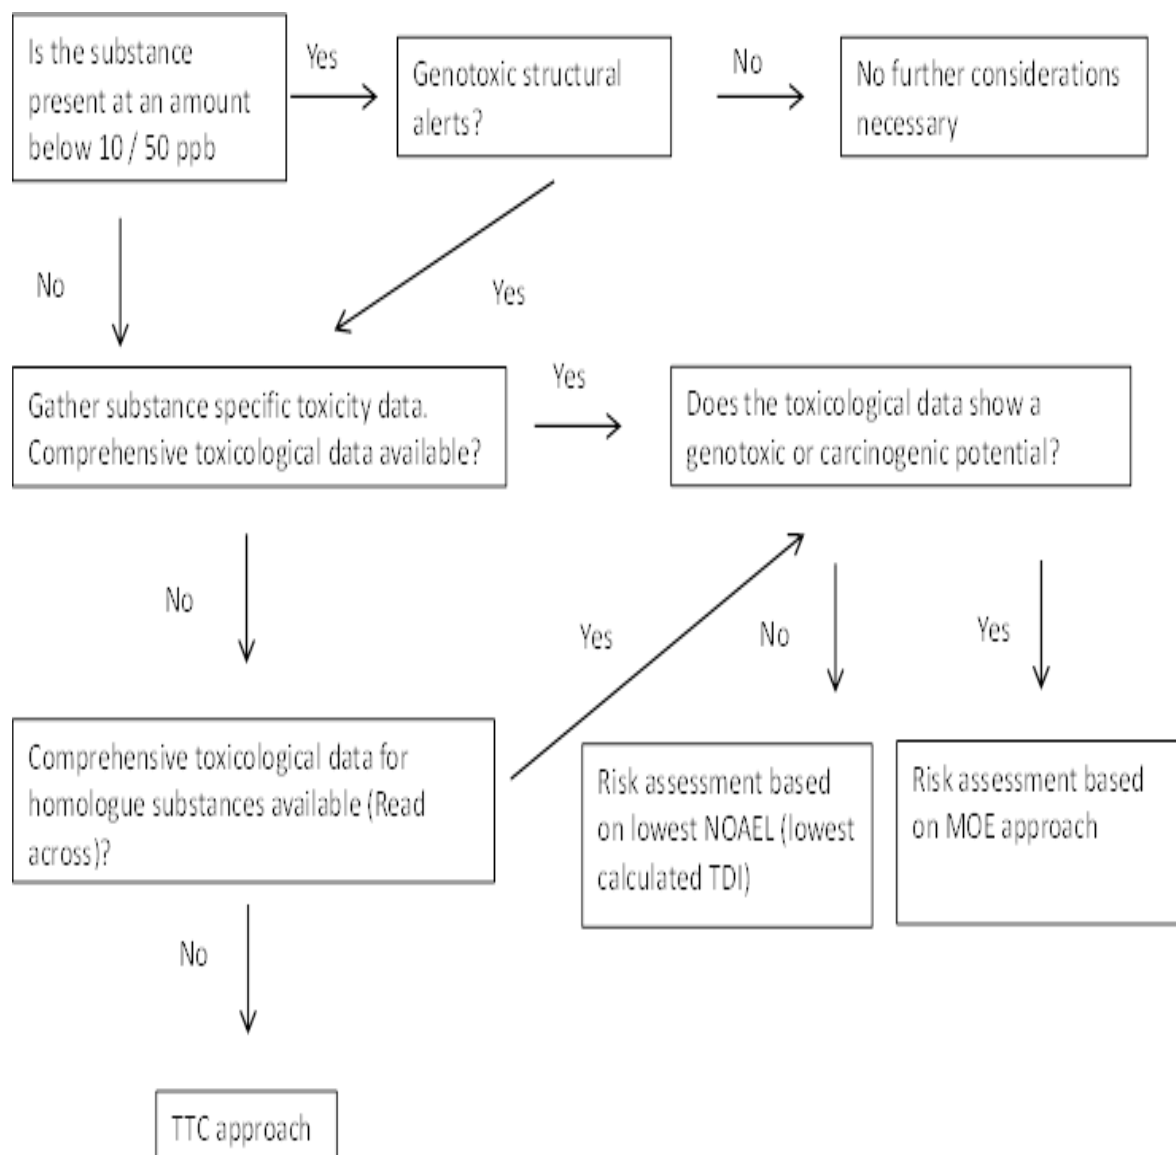 Is the substance
present at an amount
below 10 / 50 ppb
Yes
Genotoxic structural
alerts?
No
No further considerations
necessary
No
Yes
Gather substance specific toxicity data.
Comprehensive toxicological data available?
Yes
Does the toxicological data show a
genotoxic or carcinogenic potential?
No
Yes
No
Yes
Comprehensive toxicological data for
homologue substances available (Read
across)?
Risk assessment based
on lowest NOAEL (lowest
calculated TDI)
Risk assessment based
on MOE approach
No
TTC approach